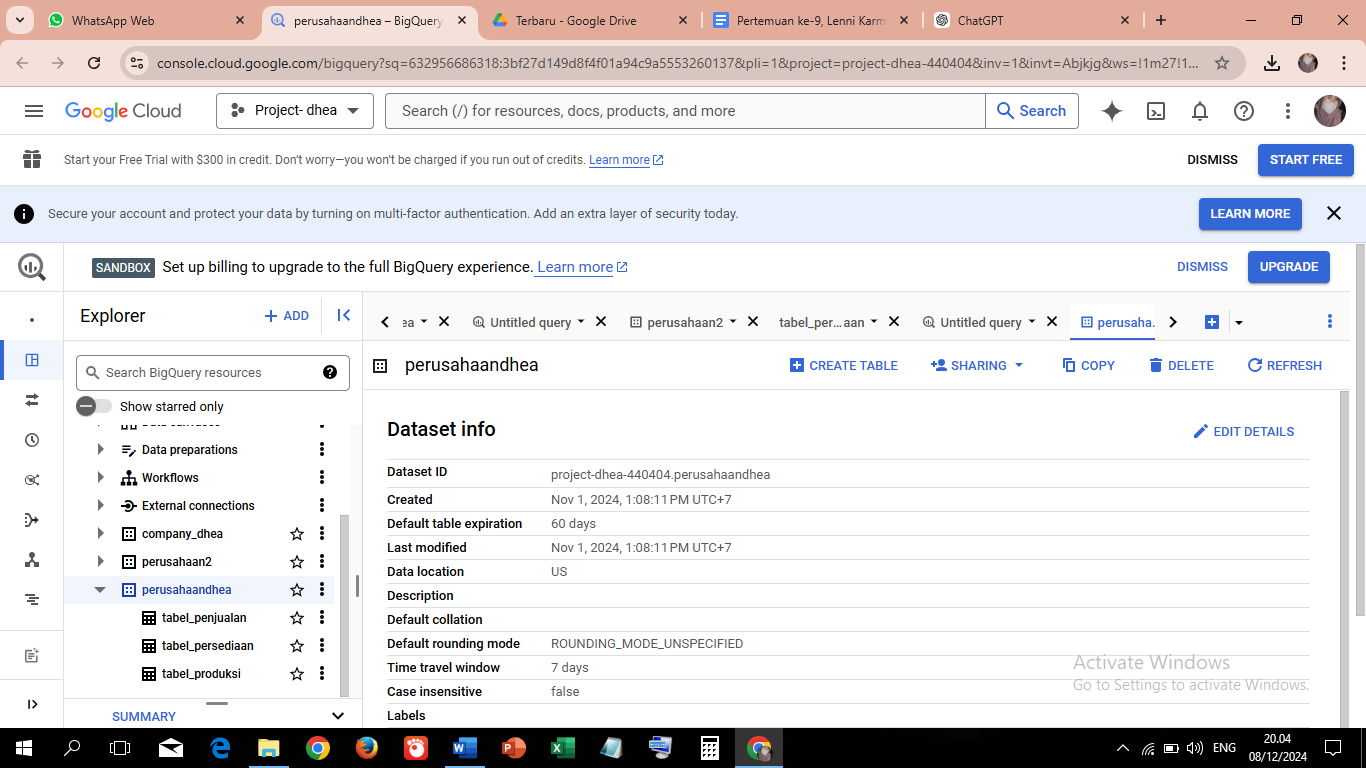 WhatsApp Web
perusahaandhea – BigQuery
Terbaru - Google Drive
Pertemuan ke-9, Lenni Karm
ChatGPT
console.cloud.google.com/bigquery?sq=632956686318:3bf27d149d8f4f01a94c9a5553260137&pli=1&project=project-dhea-440404&inv=1&invt=Abjkjg&ws=!1m27!1...
Google Cloud
Project- dhea
Search (/) for resources, docs, products, and more
Search
Start your Free Trial with $300 in credit. Don't worry—you won't be charged if you run out of credits. Learn more
DISMISS
START FREE
Secure your account and protect your data by turning on multi-factor authentication. Add an extra layer of security today.
LEARN MORE
SANDBOX Set up billing to upgrade to the full BigQuery experience. Learn more
DISMISS
UPGRADE
Explorer
+ ADD
ea
Untitled query
perusahaan2
tabel_per...aan
Untitled query
perusaha.
Search BigQuery resources
Show starred only
Data preparations
Workflows
External connections
company_dhea
perusahaan2
perusahaandhea
tabel_penjualan
tabel_persediaan
tabel_produksi
SUMMARY
perusahaandhea
CREATE TABLE
SHARING
COPY
DELETE
REFRESH
Dataset info
EDIT DETAILS
Dataset ID project-dhea-440404.perusahaandhea
Created Nov 1, 2024, 1:08:11 PM UTC+7
Default table expiration 60 days
Last modified Nov 1, 2024, 1:08:11 PM UTC+7
Data location US
Description
Default collation
Default rounding mode ROUNDING_MODE_UNSPECIFIED
Time travel window 7 days
Case insensitive false
Labels
Activate Windows
Go to Settings to activate Windows.
ENG
20.04
08/12/2024